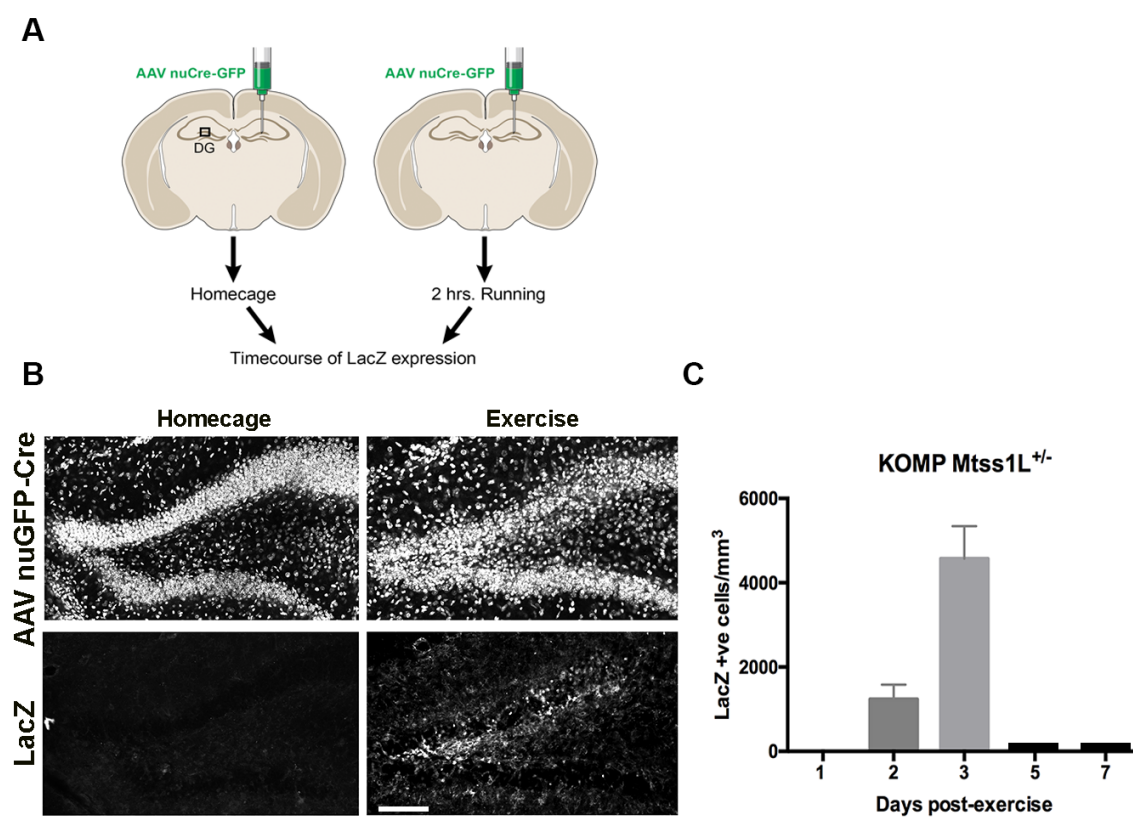 A
AAV nuCre-GFP
AAV nuCre-GFP
DG
Homecage
2 hrs. Running
Timecourse of LacZ expression
B
Homecage
Exercise
AAV nuGFP-Cre
LacZ
C
KOMP Mtss1L+/-
LacZ +ve cells/mm3
6000
4000
2000
0
1 2 3 5 7
Days post-exercise